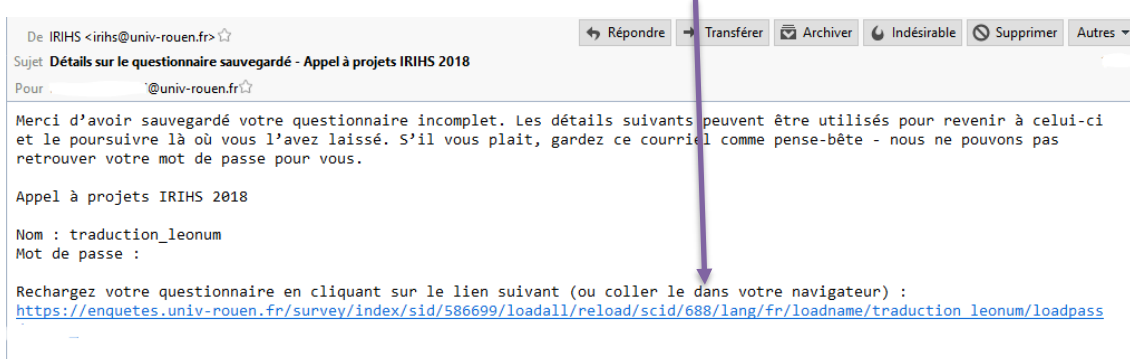 De IRIHS <irihs@univ-rouen.fr>
Répondre Transférer Archiver Indésirable Supprimer Autres
Sujet Détails sur le questionnaire sauvegardé - Appel à projets IRIHS 2018
Pour @univ-rouen.fr
Merci d’avoir sauvegardé votre questionnaire incomplet. Les détails suivants peuvent être utilisés pour revenir à celui-ci
et le poursuivre là où vous l’avez laissé. S’il vous plait, gardez ce courriel comme pense-bête - nous ne pouvons pas
retrouver votre mot de passe pour vous.
Appel à projets IRIHS 2018
Nom : traduction_leonum
Mot de passe :
Rechargez votre questionnaire en cliquant sur le lien suivant (ou coller le dans votre navigateur) :
https://enquetes.univ-rouen.fr/survey/index/sid/586699/loadall/reload/scid/688/lang/fr/loadname/traduction_leonum/loadpass